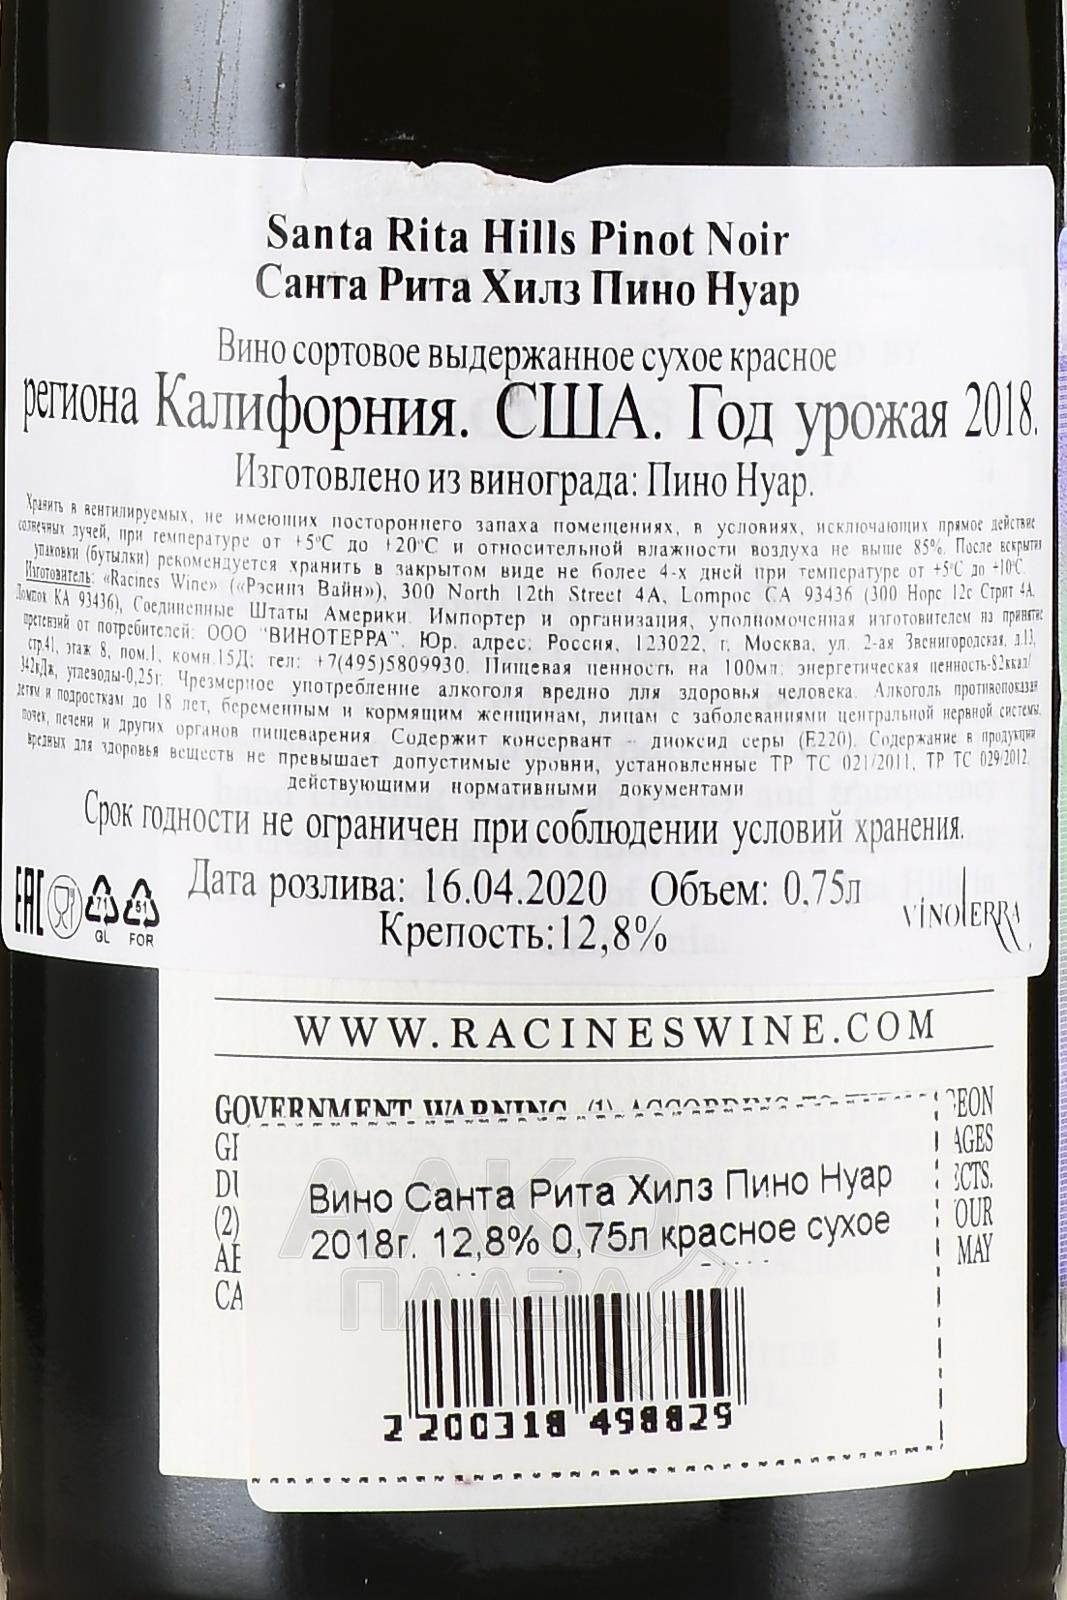 Santa Rita Hills Pinot Noir
Санта Рита Хилз Пино Нуар
Вино сортовое выдержанное сухое красное
региона Калифорния. США. Год урожая 2018.
Изготовлено из винограда: Пино Нуар.
Хранить в вентилируемых, не имеющих постороннего запаха помещениях, в условиях, исключающих прямое действие
солнечных лучей, при температуре от +5°C до +20°C и относительной влажности воздуха не выше 85%. После вскрытия
упаковки (бутылки) рекомендуется хранить в закрытом виде не более 4-х дней при температуре от +5°C до +10°C.
Изготовитель: «Racines Wine» («Рэсинз Вайн»), 300 North 12th Street 4A, Lompoc CA 93436 (300 Норс 12с Стрит 4А,
Ломпок КА 93436), Соединенные Штаты Америки. Импортер и организация, уполномоченная изготовителем на принятие
претензий от потребителей: ООО "ВИНОТЕРРА". Юр. адрес: Россия, 123022, г. Москва, ул. 2-ая Звенигородская, д.13,
стр.41, этаж 8, пом.1, комн.15Д; тел: +7(495)5809930. Пищевая ценность на 100мл: энергетическая ценность-82ккал/
342кДж, углеводы-0,25г. Чрезмерное употребление алкоголя вредно для здоровья человека. Алкоголь противопоказан
детям и подросткам до 18 лет, беременным и кормящим женщинам, лицам с заболеваниями центральной нервной системы,
почек, печени и других органов пищеварения. Содержит консервант - диоксид серы (E220). Содержание в продукции
вредных для здоровья веществ не превышает допустимые уровни, установленные ТР ТС 021/2011, ТР ТС 029/2012,
действующими нормативными документами
Срок годности не ограничен при соблюдении условий хранения.
Дата розлива: 16.04.2020 Объем: 0,75л
Крепость:12,8%
EAC
71
GL
51
FOR
VINOTERRA
WWW.RACINESWINE.COM
GOVERNMENT WARNING (1) ACCORDING TO
Вино Санта Рита Хилз Пино Нуар
2018г. 12,8% 0,75л красное сухое
2 200318 498829
АЛКО
ПЛАЗА